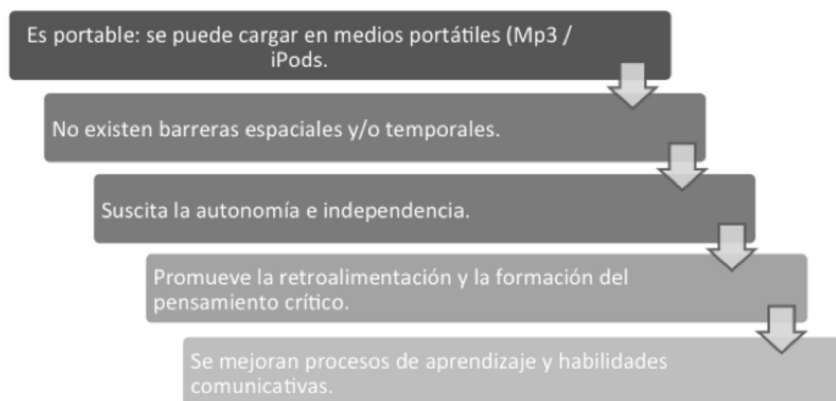 Es portable: se puede cargar en medios portátiles (Mp3 /
iPods.
No existen barreras espaciales y/o temporales.
Suscita la autonomía e independencia.
Promueve la retroalimentación y la formación del
pensamiento crítico.
Se mejoran procesos de aprendizaje y habilidades
comunicativas.